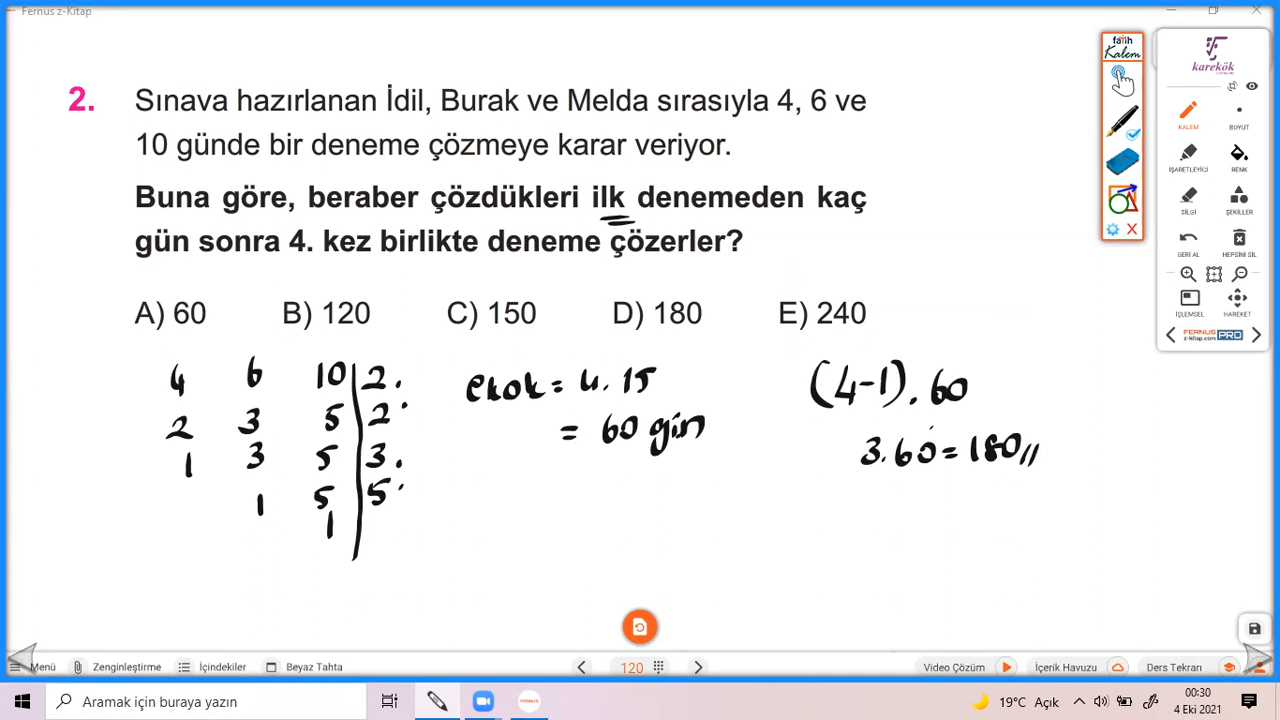 Fernus z-Kitap
2. Sınava hazırlanan İdil, Burak ve Melda sırasıyla 4, 6 ve
10 günde bir deneme çözmeye karar veriyor.
Buna göre, beraber çözdükleri ilk denemeden kaç
gün sonra 4. kez birlikte deneme çözerler?
A) 60 B) 120 C) 150 D) 180 E) 240
4 6 10 2.
2 3 5 2.
1 3 5 3.
1 5 5.
1
ekok = 4.15
= 60 gün
(4-1).60
3.60=180//
fatih
Kalem
karekök
KALEM BOYUT
İŞARETLEYİCİ RENK
SİLGİ ŞEKİLLER
GERİ AL HEPSİNİ SİL
İŞLEMSEL HAREKET
FERNUS PRO
z-kitap.com
Menü Zenginleştirme İçindekiler Beyaz Tahta 120 Video Çözüm İçerik Havuzu Ders Tekrarı
Aramak için buraya yazın FERNUS 19°C Açık 00:30
4 Eki 2021